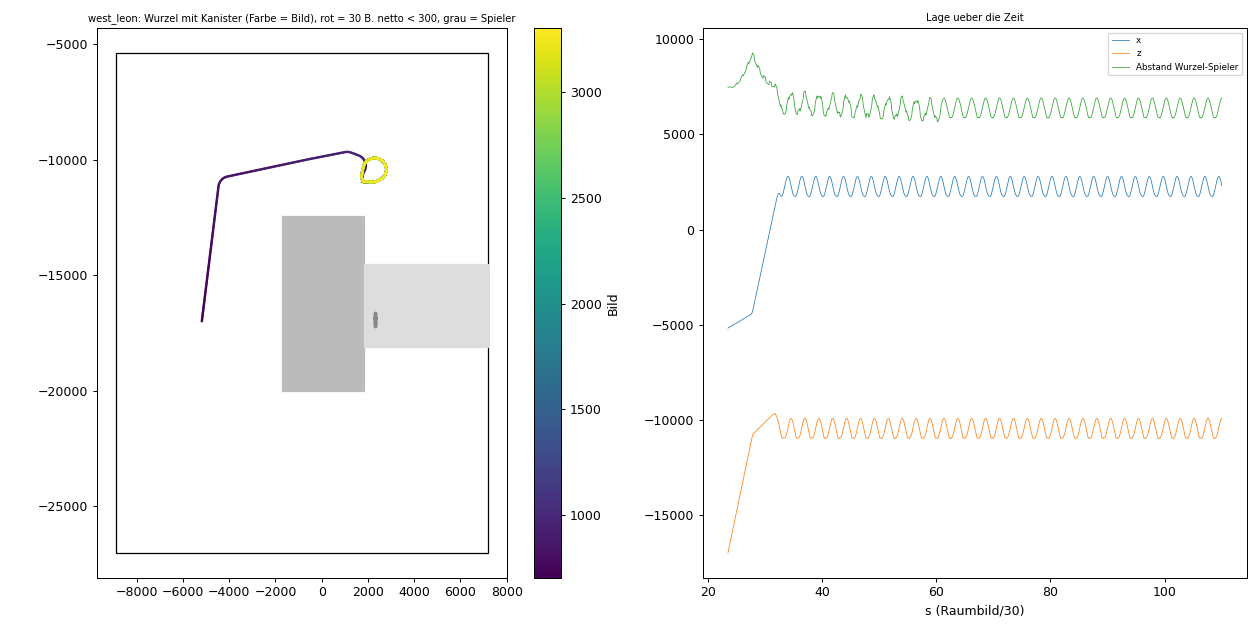 west_leon: Wurzel mit Kanister (Farbe = Bild), rot = 30 B. netto < 300, grau = Spieler
−5000
−10000
−15000
−20000
−25000
−8000 −6000 −4000 −2000 0 2000 4000 6000 8000
3000
2500
2000
1500
1000
Bild
Lage ueber die Zeit
x
z
Abstand Wurzel-Spieler
10000
5000
0
−5000
−10000
−15000
20 40 60 80 100
s (Raumbild/30)